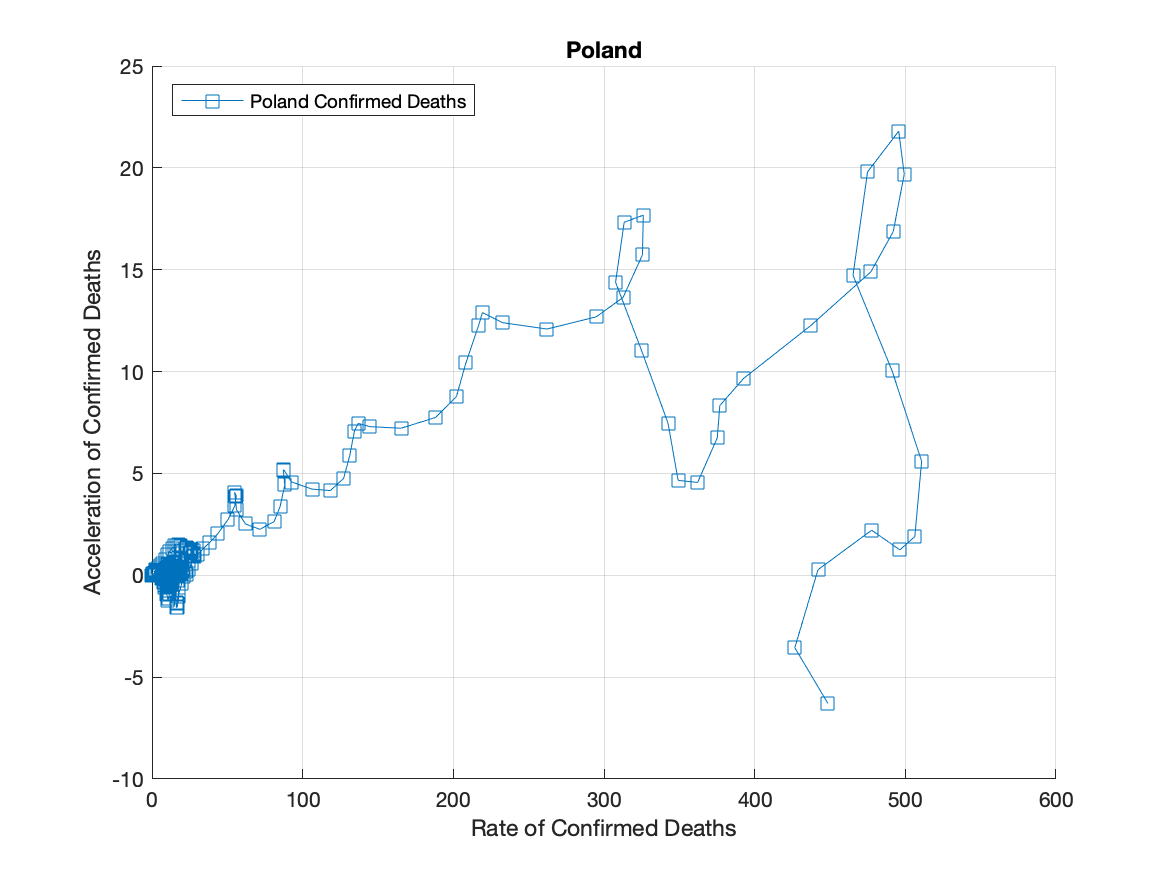 Poland
Poland Confirmed Deaths
25
20
15
10
5
0
-5
-10
Acceleration of Confirmed Deaths
0 100 200 300 400 500 600
Rate of Confirmed Deaths